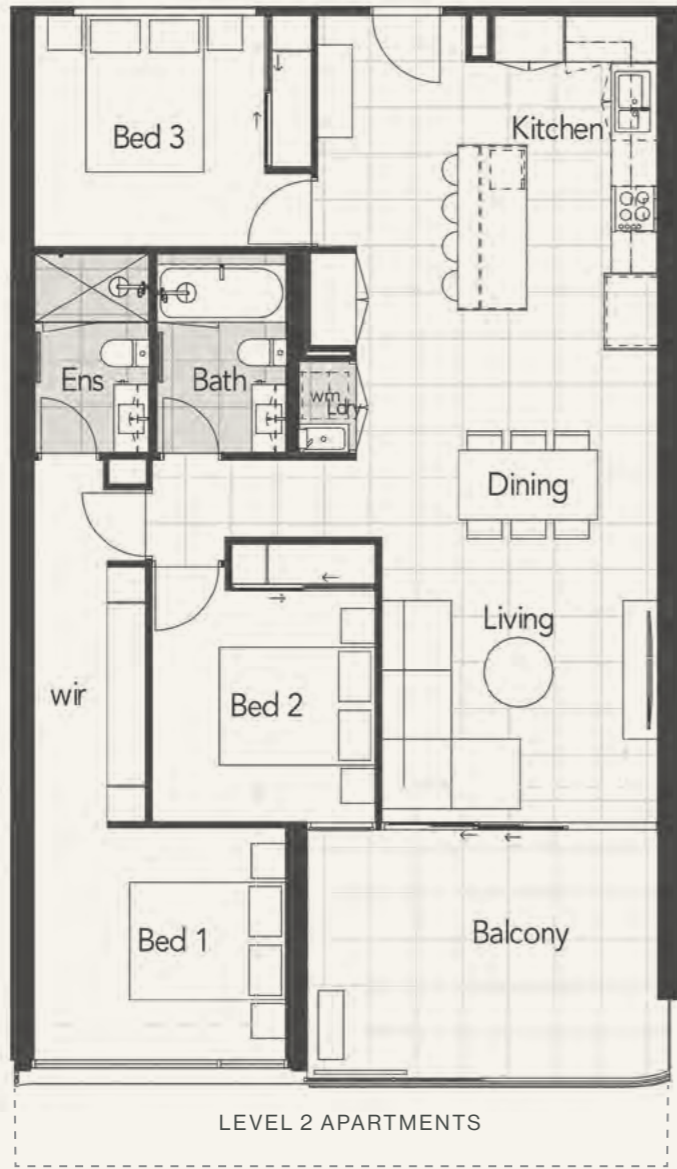 Bed 3
Kitchen
Ens
Bath
wm
Ldry
Dining
Living
wir
Bed 2
Bed 1
Balcony
LEVEL 2 APARTMENTS